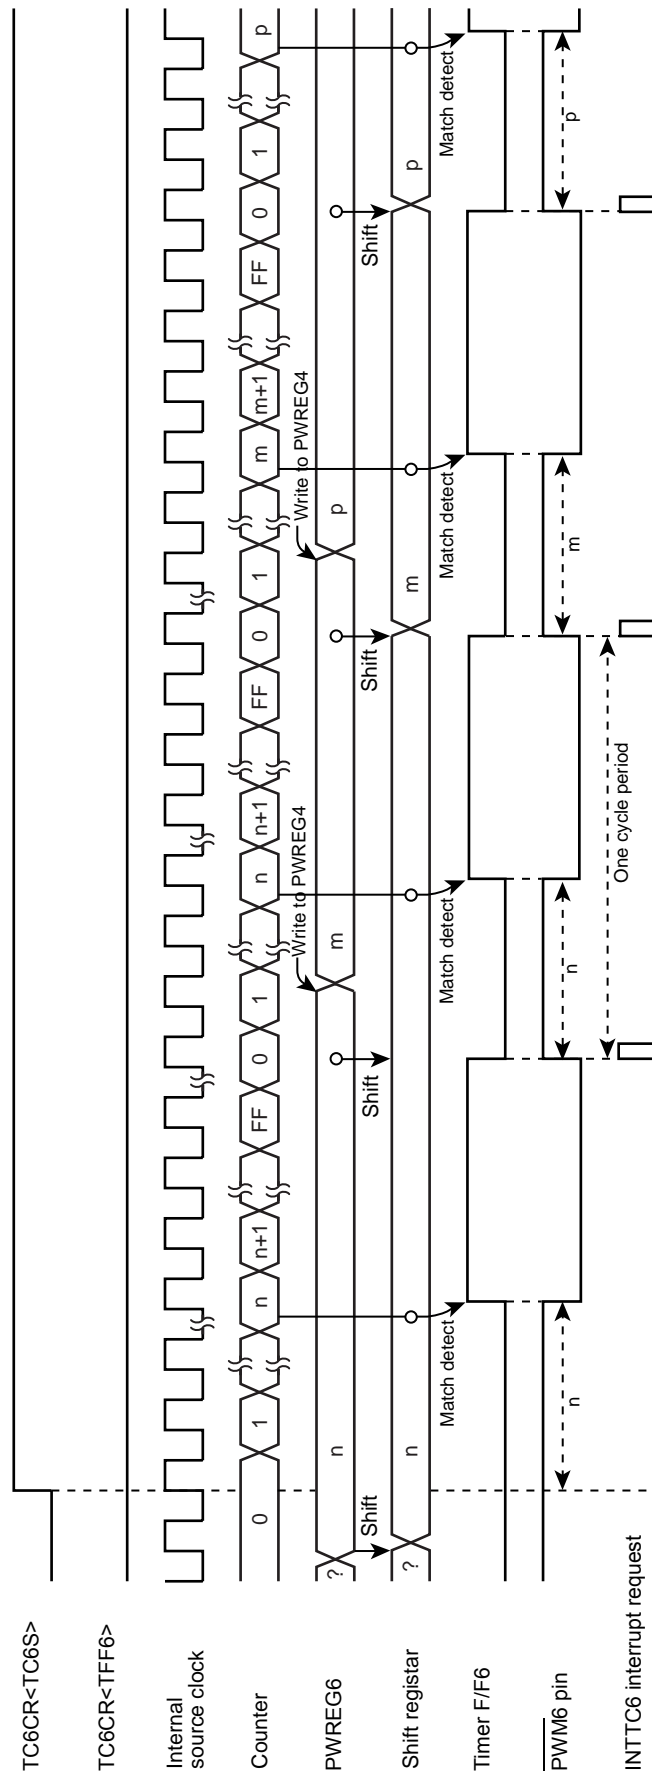 TC6CR<TC6S>
TC6CR<TFF6>
Internal
source clock
Counter 0 1 n n+1 FF 0 1 n n+1 FF 0 1 m m+1 FF 0 1 p
Write to PWREG4 Write to PWREG4
PWREG6 ? n m p
Shift Shift Shift Shift
Shift registar ? n m p
Match detect Match detect Match detect Match detect
Timer F/F6
PWM6 pin n n m p
One cycle period
INTTC6 interrupt request